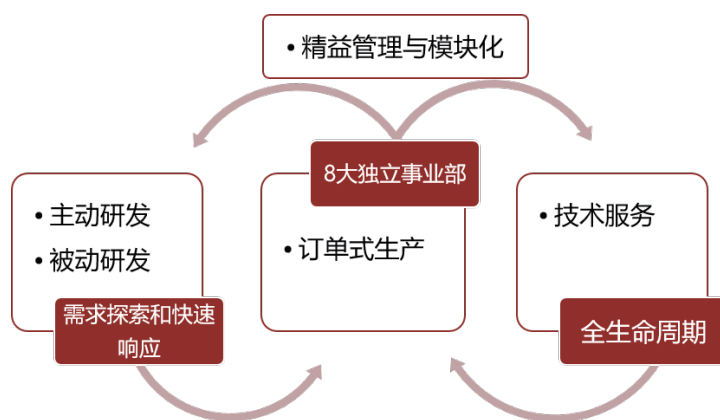 • 精益管理与模块化
8大独立事业部
• 主动研发
• 被动研发
• 订单式生产
• 技术服务
需求探索和快速
响应
全生命周期